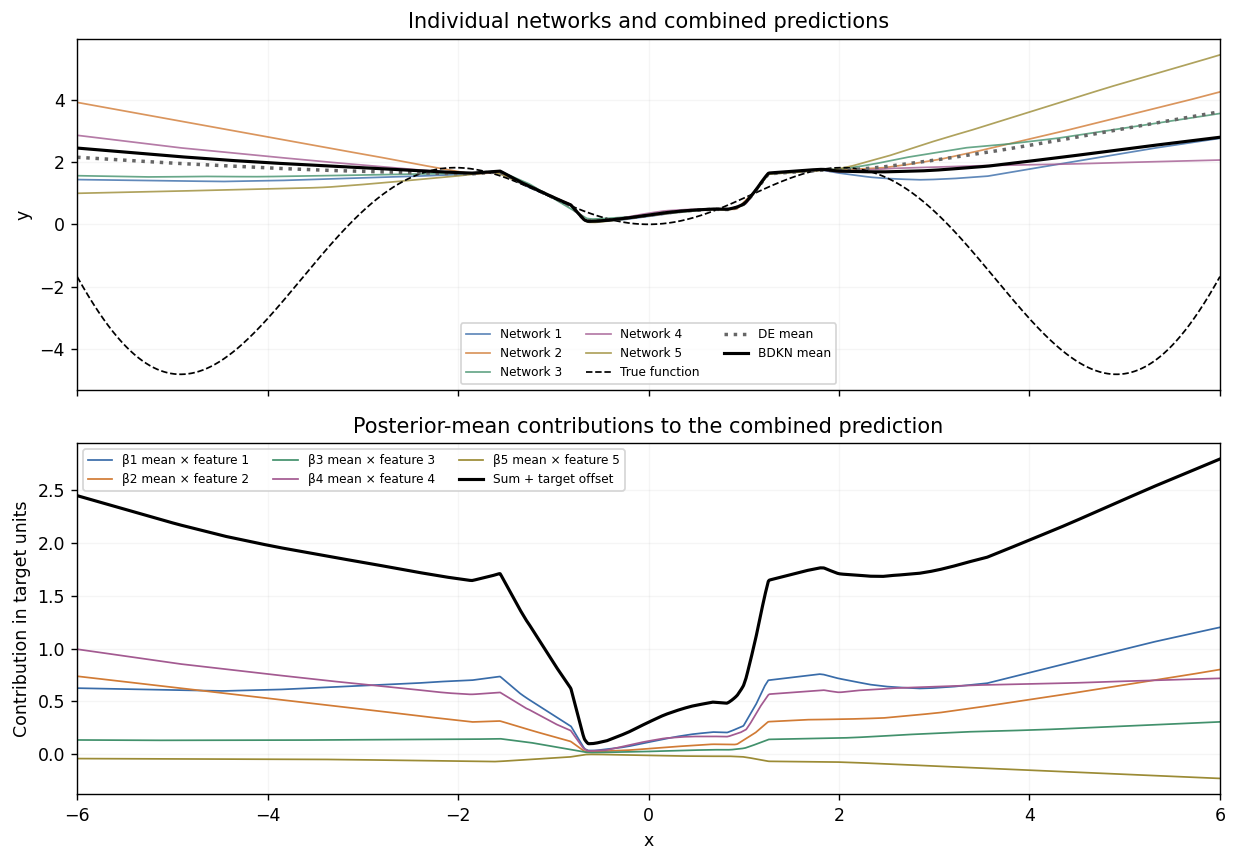 Individual networks and combined predictions
y
4
2
0
−2
−4
Network 1
Network 2
Network 3
Network 4
Network 5
True function
DE mean
BDKN mean
Posterior-mean contributions to the combined prediction
Contribution in target units
2.5
2.0
1.5
1.0
0.5
0.0
β1 mean × feature 1
β2 mean × feature 2
β3 mean × feature 3
β4 mean × feature 4
β5 mean × feature 5
Sum + target offset
−6 −4 −2 0 2 4 6
x